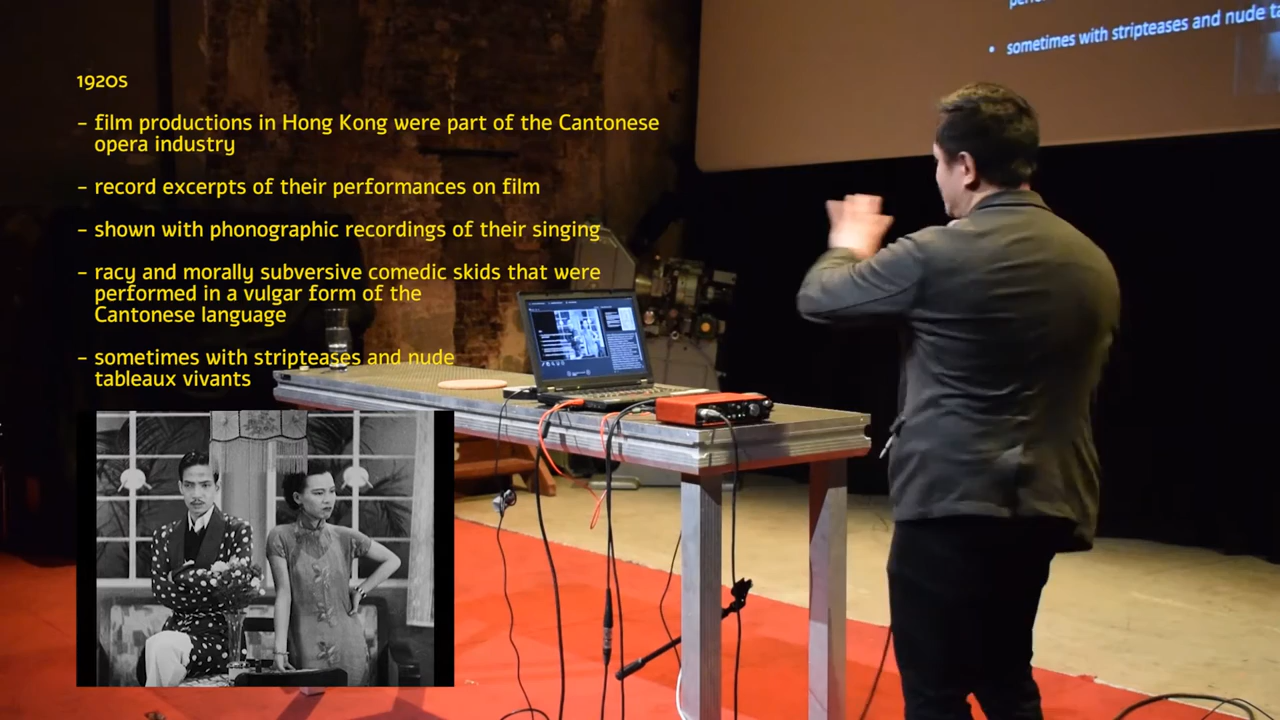 1920s
– film productions in Hong Kong were part of the Cantonese
opera industry
– record excerpts of their performances on film
– shown with phonographic recordings of their singing
– racy and morally subversive comedic skids that were
performed in a vulgar form of the
Cantonese language
– sometimes with stripteases and nude
tableaux vivants
• sometimes with stripteases and nude